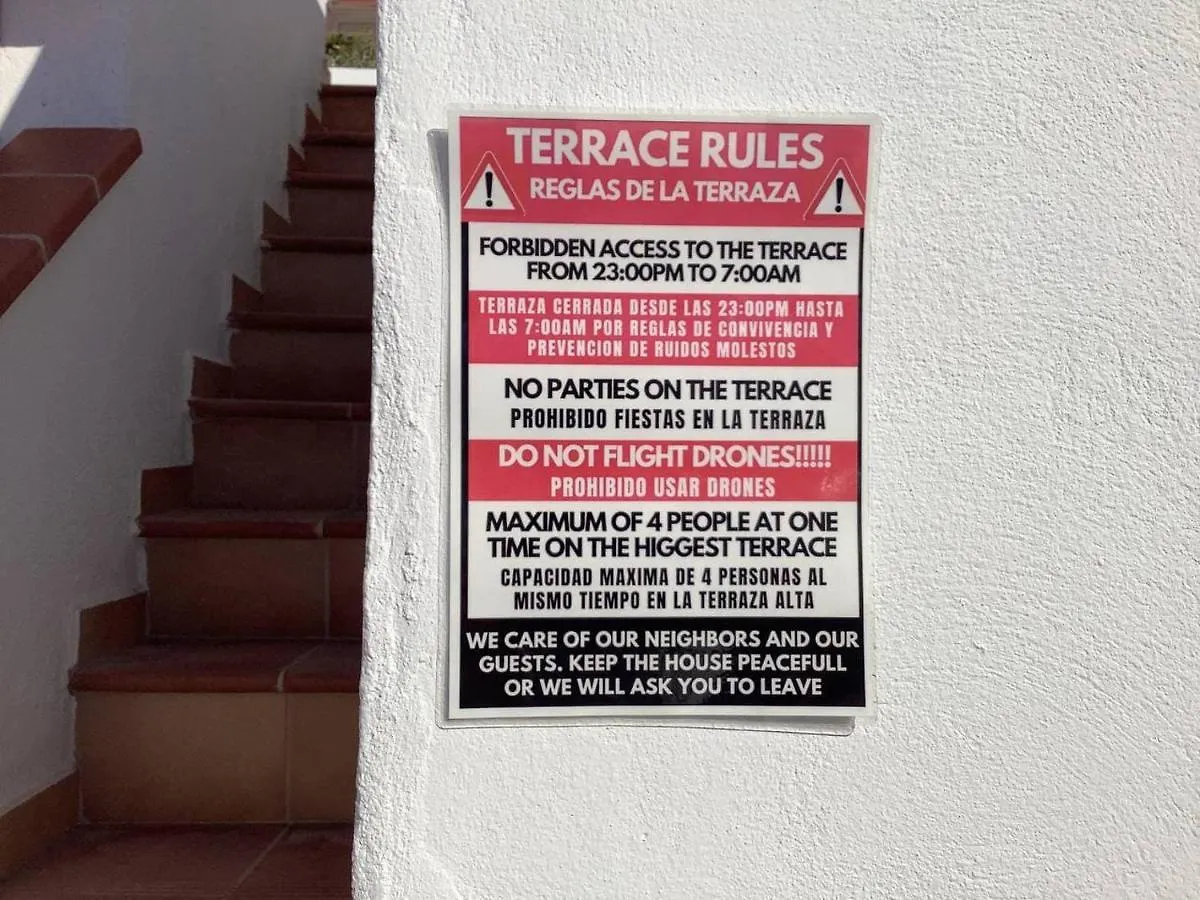 TERRACE RULES
REGLAS DE LA TERRAZA
FORBIDDEN ACCESS TO THE TERRACE
FROM 23:00PM TO 7:00AM
TERRAZA CERRADA DESDE LAS 23:00PM HASTA
LAS 7:00AM POR REGLAS DE CONVIVENCIA Y
PREVENCION DE RUIDOS MOLESTOS
NO PARTIES ON THE TERRACE
PROHIBIDO FIESTAS EN LA TERRAZA
DO NOT FLIGHT DRONES!!!!!
PROHIBIDO USAR DRONES
MAXIMUM OF 4 PEOPLE AT ONE
TIME ON THE HIGGEST TERRACE
CAPACIDAD MAXIMA DE 4 PERSONAS AL
MISMO TIEMPO EN LA TERRAZA ALTA
WE CARE OF OUR NEIGHBORS AND OUR
GUESTS. KEEP THE HOUSE PEACEFULL
OR WE WILL ASK YOU TO LEAVE